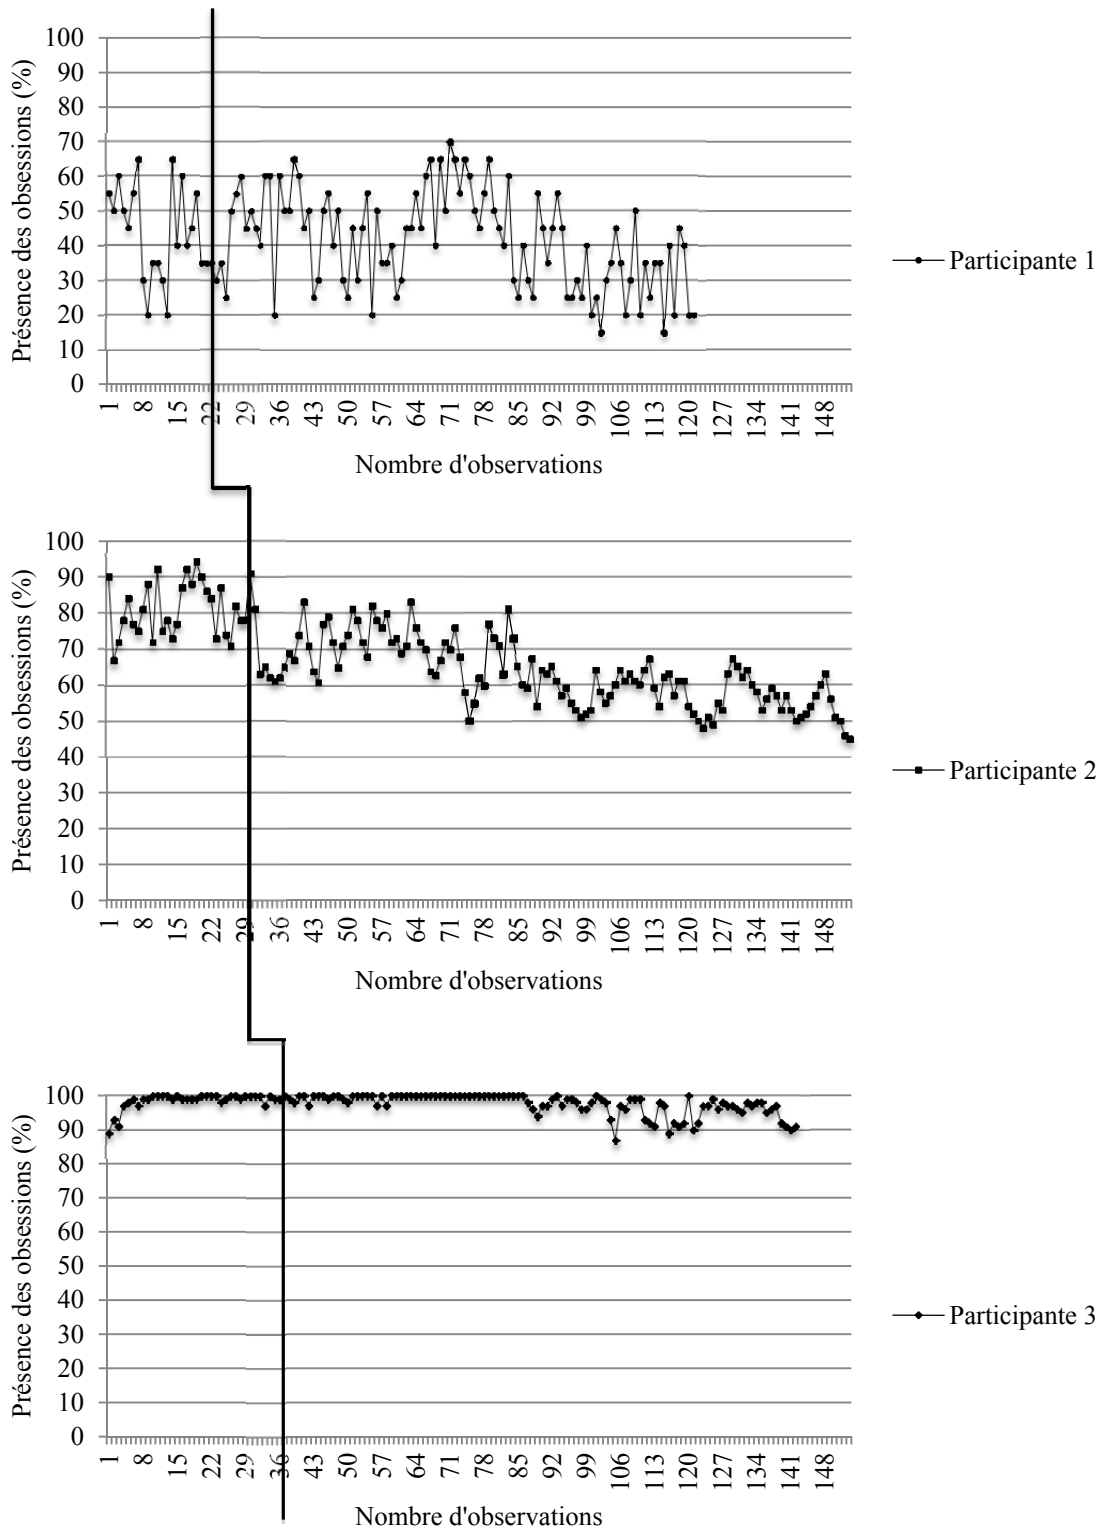 100
90
80
70
60
50
40
30
20
10
0
Présence des obsessions (%)
1 8 15 22 29 36 43 50 57 64 71 78 85 92 99 106 113 120 127 134 141 148
Nombre d'observations
Participante 1
100
90
80
70
60
50
40
30
20
10
0
Présence des obsessions (%)
1 8 15 22 29 36 43 50 57 64 71 78 85 92 99 106 113 120 127 134 141 148
Nombre d'observations
Participante 2
100
90
80
70
60
50
40
30
20
10
0
Présence des obsessions (%)
1 8 15 22 29 36 43 50 57 64 71 78 85 92 99 106 113 120 127 134 141 148
Nombre d'observations
Participante 3